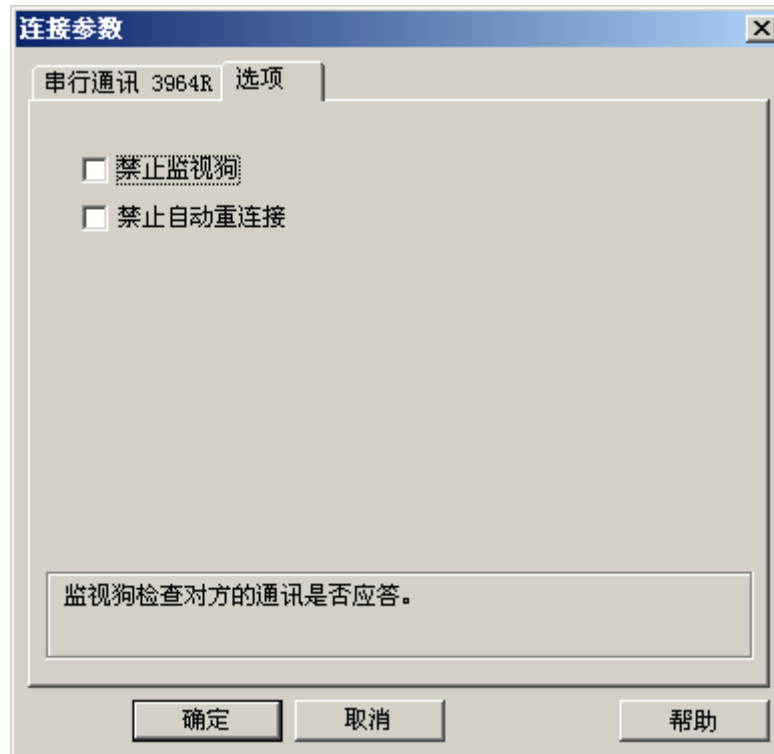 连接参数
串行通讯 3964R 选项
禁止监视狗
禁止自动重连接
监视狗检查对方的通讯是否应答。
确定 取消 帮助